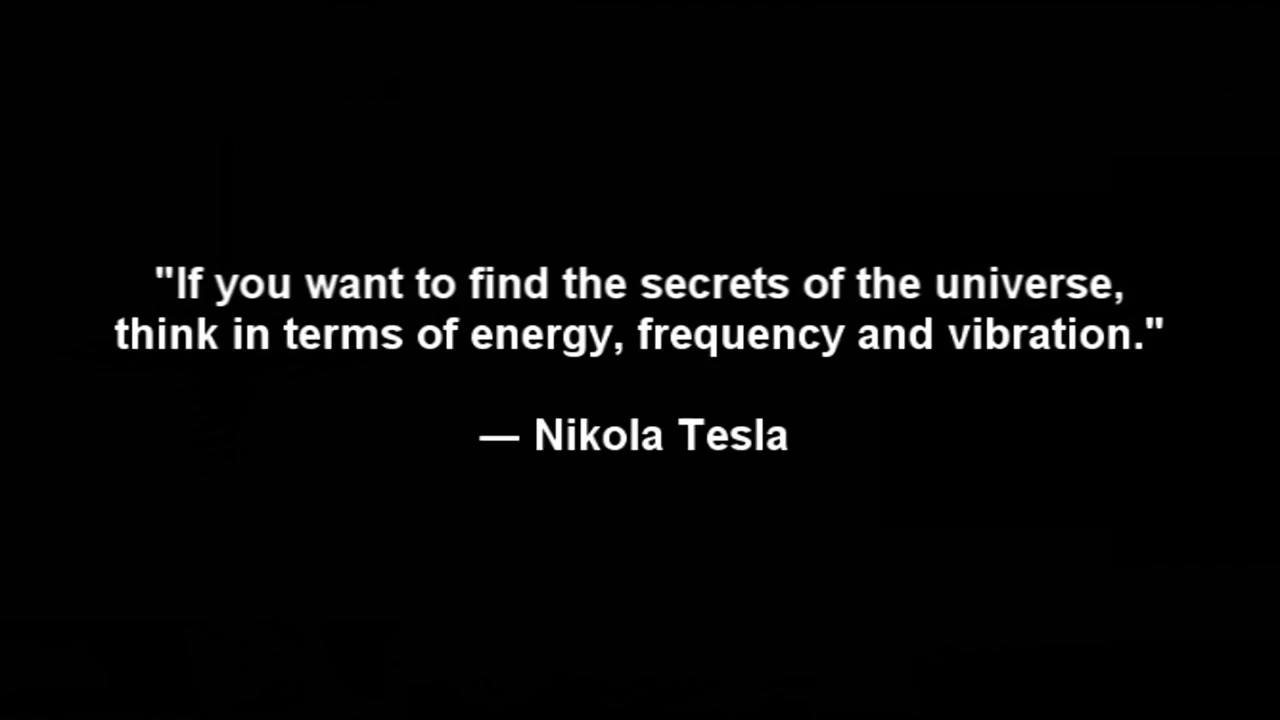 "If you want to find the secrets of the universe,
think in terms of energy, frequency and vibration."
— Nikola Tesla